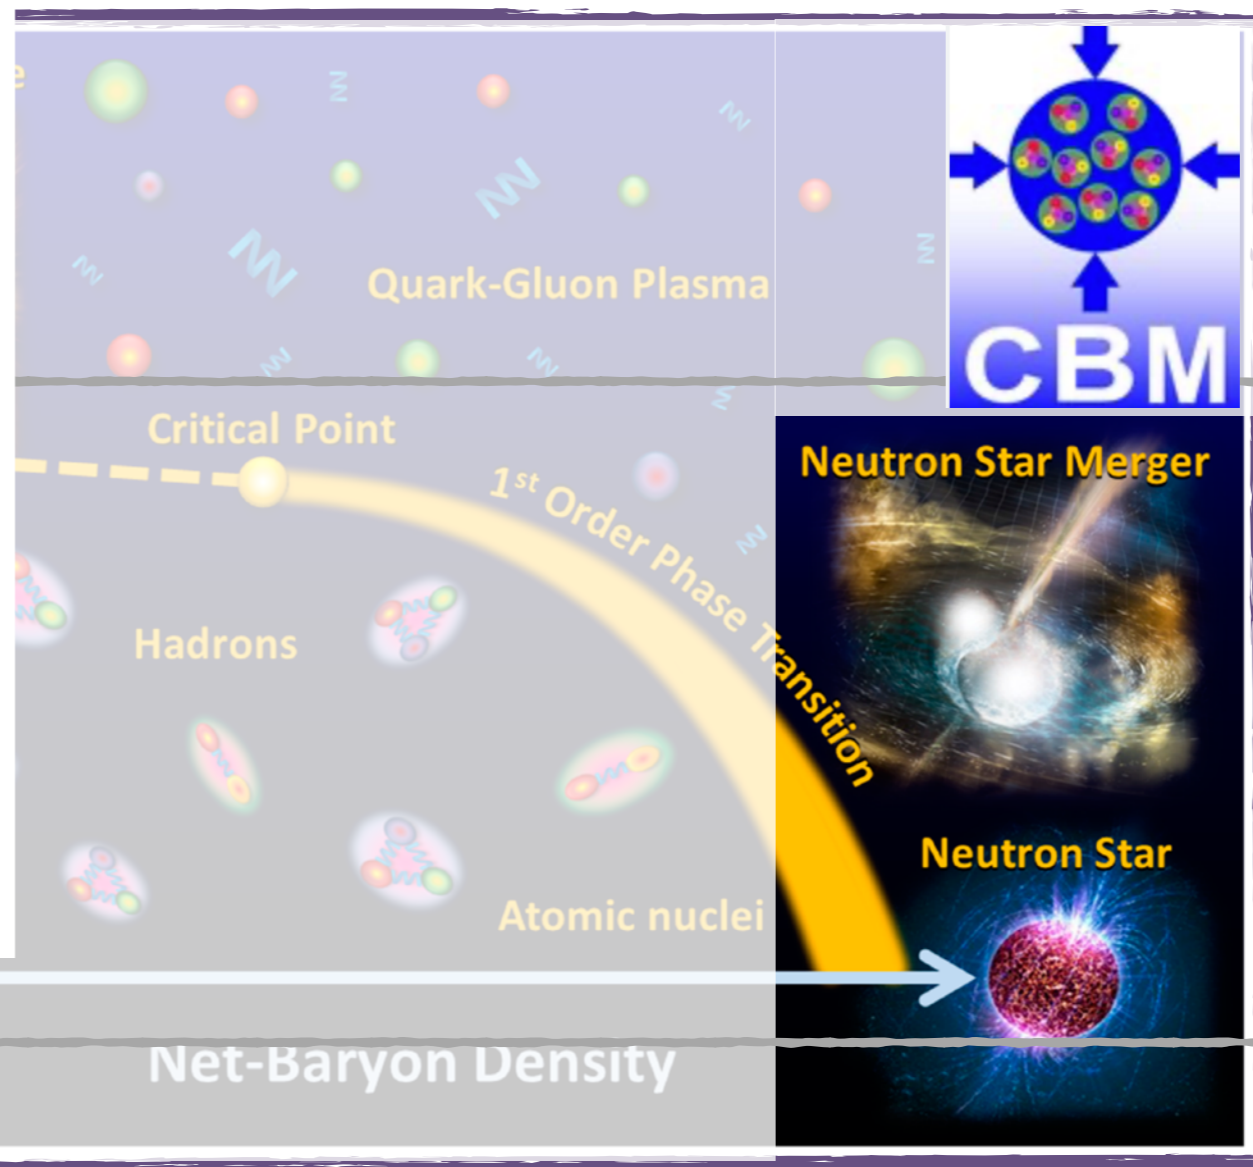 e
Quark-Gluon Plasma
CBM
Critical Point
1st Order Phase Transition
Neutron Star Merger
Hadrons
Neutron Star
Atomic nuclei
Net-Baryon Density